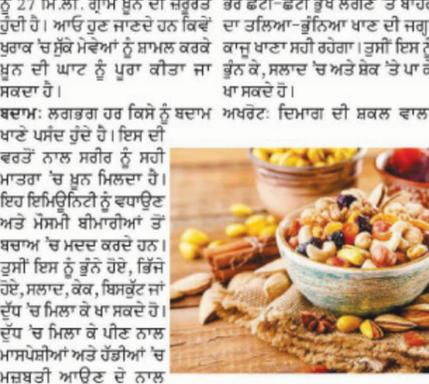 ਨੂੰ 27 ਮਿ.ਲੀ. ਗ੍ਰਾਮ ਖ਼ੂਨ ਦੀ ਜ਼ਰੂਰਤ
ਹੁੰਦੀ ਹੈ। ਆਓ ਹੁਣ ਜਾਣਦੇ ਹਨ ਕਿਵੇਂ
ਖੁਰਾਕ 'ਚ ਸੁੱਕੇ ਮੇਵੇਆਂ ਨੂੰ ਸ਼ਾਮਲ ਕਰਕੇ
ਖ਼ੂਨ ਦੀ ਘਾਟ ਨੂੰ ਪੂਰਾ ਕੀਤਾ ਜਾ
ਸਕਦਾ ਹੈ।
ਬਦਾਮ: ਲਗਭਗ ਹਰ ਕਿਸੇ ਨੂੰ ਬਦਾਮ
ਖਾਣੇ ਪਸੰਦ ਹੁੰਦੇ ਹੈ। ਇਸ ਦੀ
ਵਰਤੋਂ ਨਾਲ ਸਰੀਰ ਨੂੰ ਸਹੀ
ਮਾਤਰਾ 'ਚ ਖ਼ੂਨ ਮਿਲਦਾ ਹੈ।
ਇਹ ਇਮਿਊਨਿਟੀ ਨੂੰ ਵਧਾਉਣ
ਅਤੇ ਮੌਸਮੀ ਬੀਮਾਰੀਆਂ ਤੋਂ
ਬਚਾਅ 'ਚ ਮਦਦ ਕਰਦੇ ਹਨ।
ਤੁਸੀਂ ਇਸ ਨੂੰ ਭੁੰਨੇ ਹੋਏ, ਭਿੱਜੇ
ਹੋਏ, ਸਲਾਦ, ਕੇਕ, ਬਿਸਕੁੱਟ ਜਾਂ
ਦੁੱਧ 'ਚ ਮਿਲਾ ਕੇ ਖਾ ਸਕਦੇ ਹੋ।
ਦੁੱਧ 'ਚ ਮਿਲਾ ਕੇ ਪੀਣ ਨਾਲ
ਮਾਸਪੇਸ਼ੀਆਂ ਅਤੇ ਹੱਡੀਆਂ 'ਚ
ਮਜ਼ਬਤੀ ਆਉਣ ਦੇ ਨਾਲ
ਭਰ ਛੋਟੀ-ਛੋਟੀ ਭੁੱਖ ਲਗਣ 'ਤੇ ਬਾਹਰ
ਦਾ ਤਲਿਆ-ਭੁੰਨਿਆ ਖਾਣ ਦੀ ਜਗ੍ਹਾ
ਕਾਜੂ ਖਾਣਾ ਸਹੀ ਰਹੇਗਾ। ਤੁਸੀਂ ਇਸ ਨੂੰ
ਭੁੰਨ ਕੇ, ਸਲਾਦ 'ਚ ਅਤੇ ਸ਼ੇਕ 'ਤੇ ਪਾ ਕੇ
ਖਾ ਸਕਦੇ ਹੋ।
ਅਖਰੋਟ: ਦਿਮਾਗ ਦੀ ਸ਼ਕਲ ਵਾਲਾ